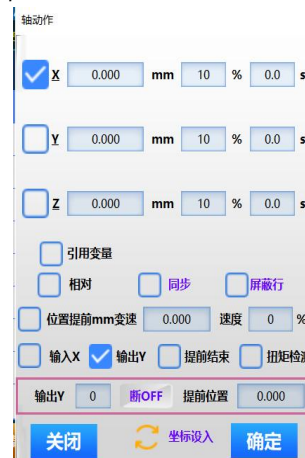 轴动作
X 0.000 mm 10 % 0.0 s
Y 0.000 mm 10 % 0.0 s
Z 0.000 mm 10 % 0.0 s
引用变量
相对 同步 屏蔽行
位置提前mm变速 0.000 速度 0 %
输入X 输出Y 提前结束 扭矩检测
输出Y 0 断OFF 提前位置 0.000
关闭 坐标设入 确定